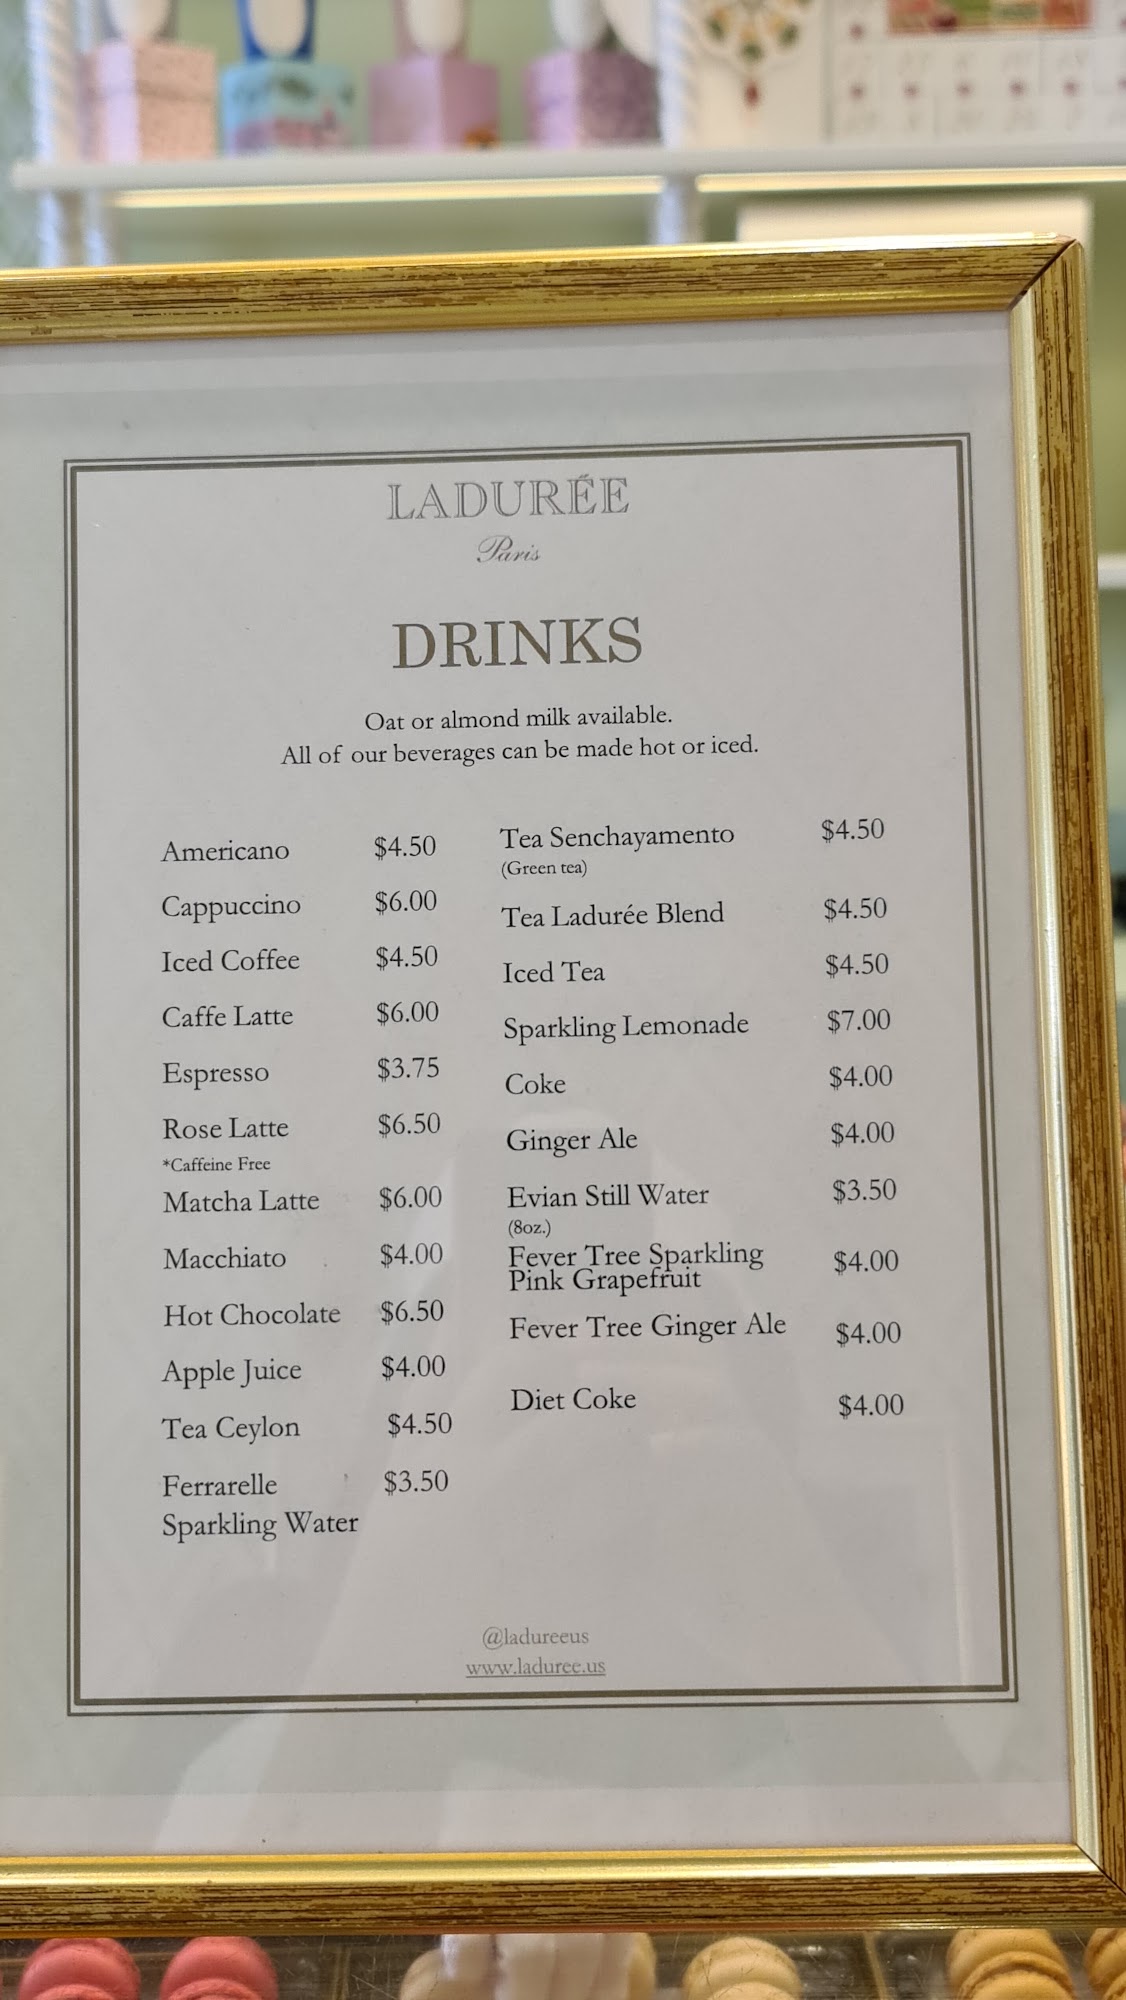 LADURÉE
Paris
DRINKS
Oat or almond milk available.
All of our beverages can be made hot or iced.
Americano $4.50
Cappuccino $6.00
Iced Coffee $4.50
Caffe Latte $6.00
Espresso $3.75
Rose Latte $6.50
*Caffeine Free
Matcha Latte $6.00
Macchiato $4.00
Hot Chocolate $6.50
Apple Juice $4.00
Tea Ceylon $4.50
Ferrarelle $3.50
Sparkling Water
Tea Senchayamento $4.50
(Green tea)
Tea Ladurée Blend $4.50
Iced Tea $4.50
Sparkling Lemonade $7.00
Coke $4.00
Ginger Ale $4.00
Evian Still Water $3.50
(8oz.)
Fever Tree Sparkling
Pink Grapefruit $4.00
Fever Tree Ginger Ale $4.00
Diet Coke $4.00
@ladureeus
www.laduree.us